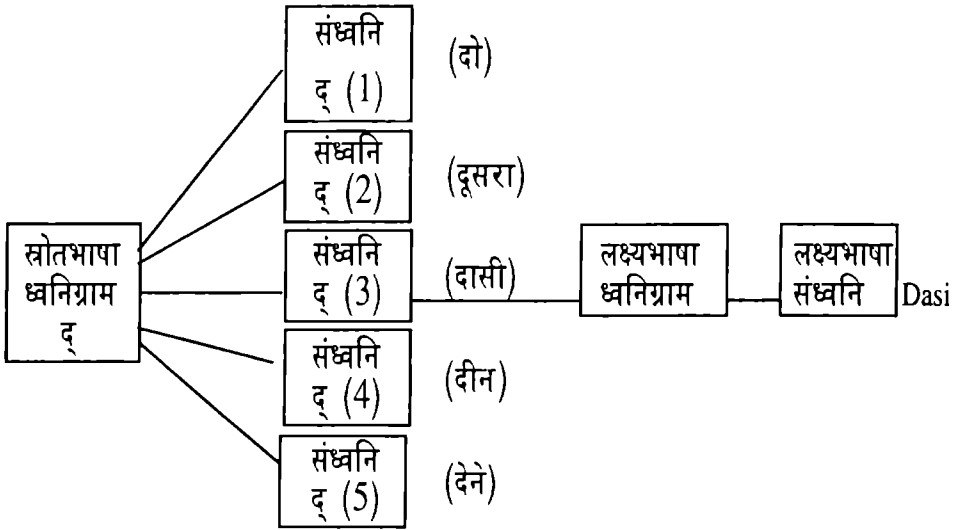 संध्वनि
द् (1)
(दो)
संध्वनि
द् (2)
(दूसरा)
स्रोतभाषा
ध्वनिग्राम
द्
संध्वनि
द् (3)
(दासी)
लक्ष्यभाषा
ध्वनिग्राम
लक्ष्यभाषा
संध्वनि
Dasi
संध्वनि
द् (4)
(दीन)
संध्वनि
द् (5)
(देने)